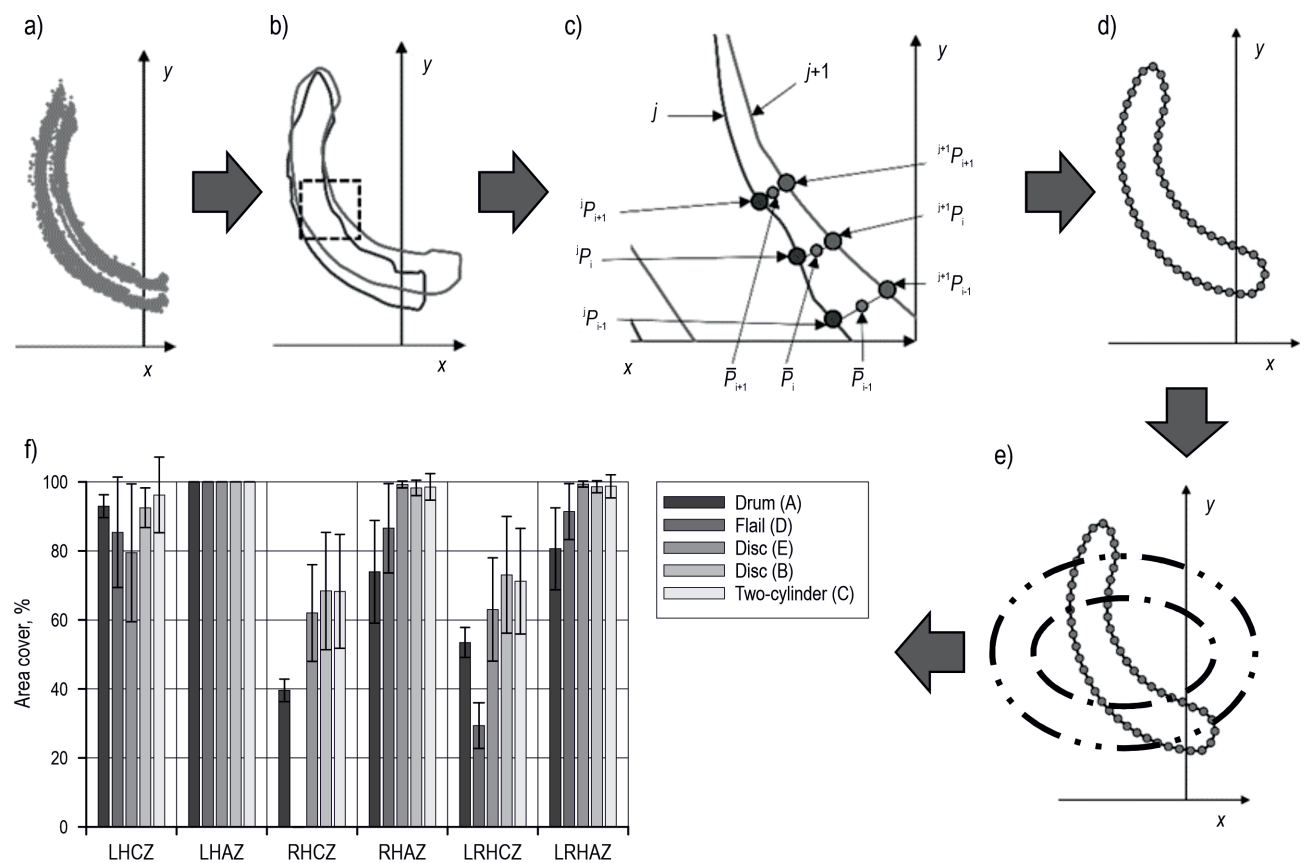 a)
y
x
b)
y
x
c)
y
j+1
j
j+1Pi+1
jPi+1
j+1Pi
jPi
j+1Pi-1
jPi-1
x
P̅i+1
P̅i
P̅i-1
d)
y
x
e)
y
x
f)
Area cover, %
100
80
60
40
20
0
LHCZ
LHAZ
RHCZ
RHAZ
LRHCZ
LRHAZ
Drum (A)
Flail (D)
Disc (E)
Disc (B)
Two-cylinder (C)